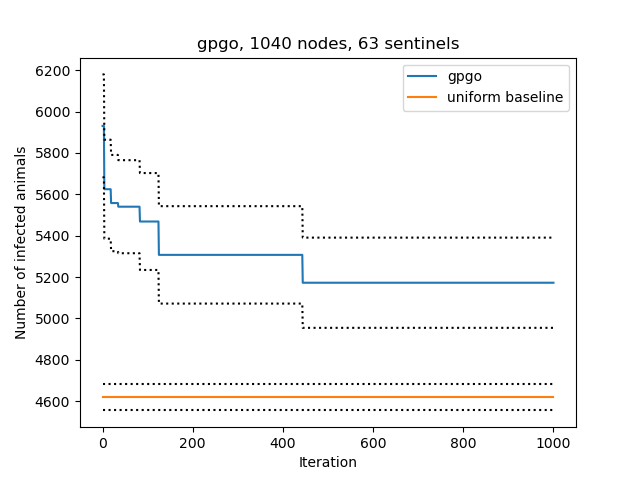 gpgo, 1040 nodes, 63 sentinels
gpgo
uniform baseline
Number of infected animals
6200
6000
5800
5600
5400
5200
5000
4800
4600
0 200 400 600 800 1000
Iteration